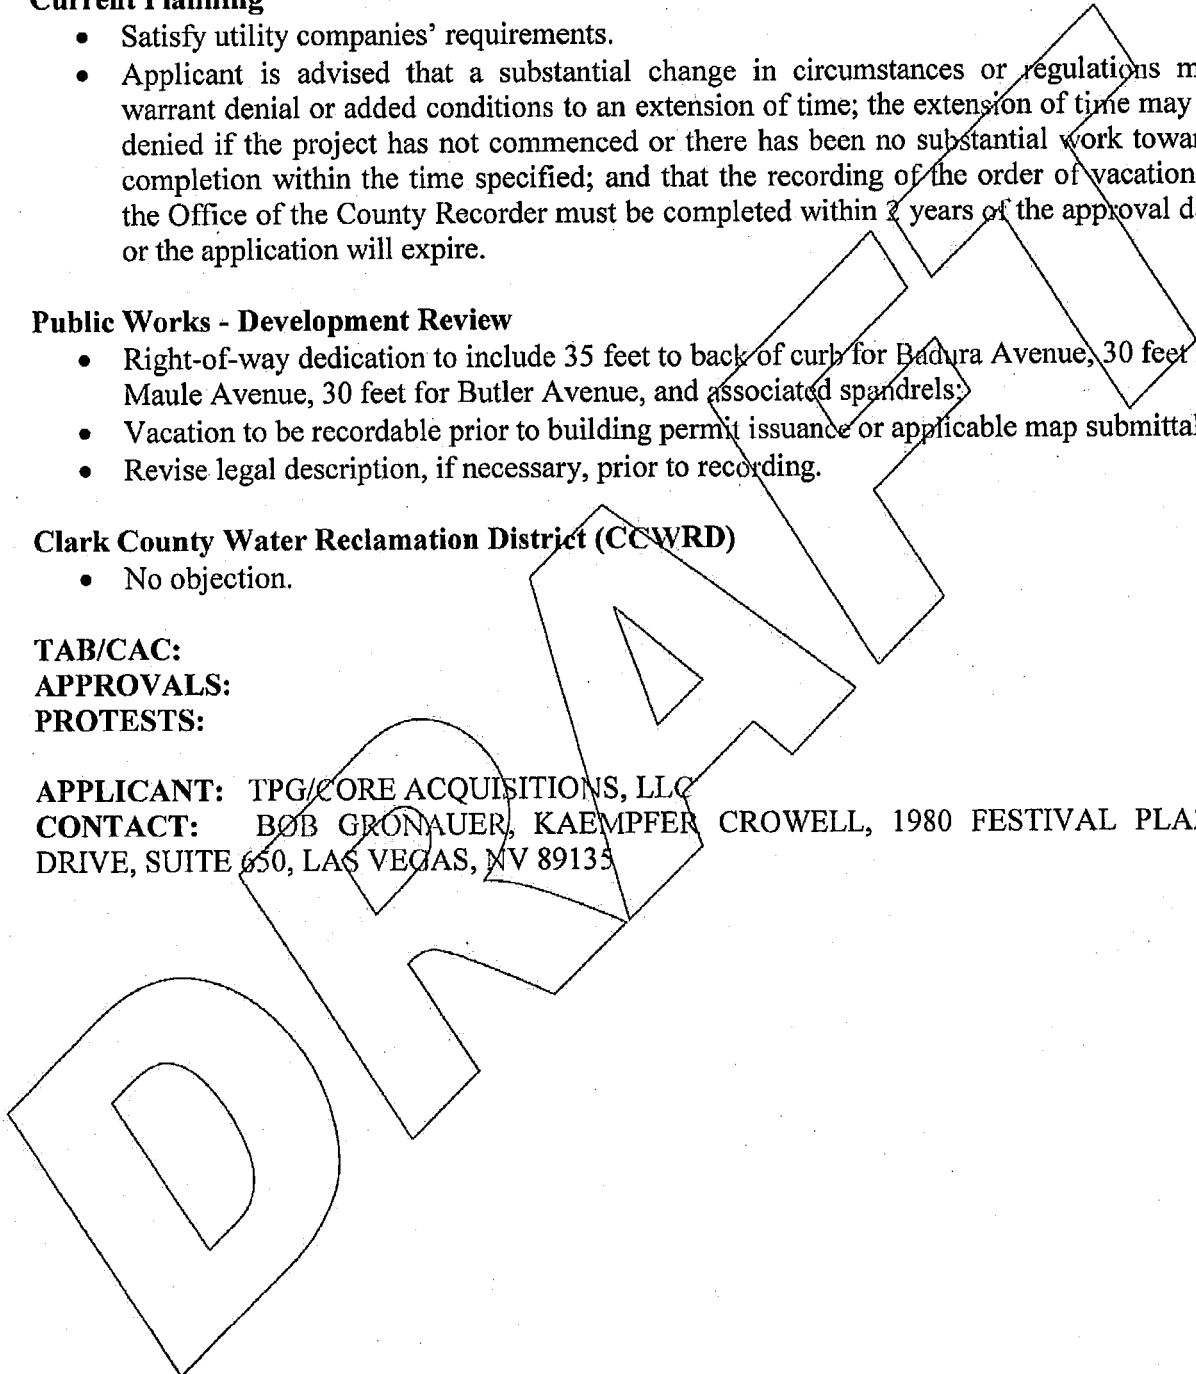 Current Planning
• Satisfy utility companies' requirements.
• Applicant is advised that a substantial change in circumstances or regulations
warrant denial or added conditions to an extension of time; the extension of time may
denied if the project has not commenced or there has been no substantial work
completion within the time specified; and that the recording of the order of vacation
the Office of the County Recorder must be completed within 2 years of the approval
or the application will expire.
Public Works - Development Review
• Right-of-way dedication to include 35 feet to back of curb for Badura Avenue, 30 feet
Maule Avenue, 30 feet for Butler Avenue, and associated spandrels;
• Vacation to be recordable prior to building permit issuance or applicable map submittal
• Revise legal description, if necessary, prior to recording.
Clark County Water Reclamation District (CCWRD)
• No objection.
TAB/CAC:
APPROVALS:
PROTESTS:
APPLICANT: TPG/CORE ACQUISITIONS, LLC
CONTACT: BOB GRONAUER, KAEMPFER CROWELL, 1980 FESTIVAL
DRIVE, SUITE 650, LAS VEGAS, NV 89135
DRAFT